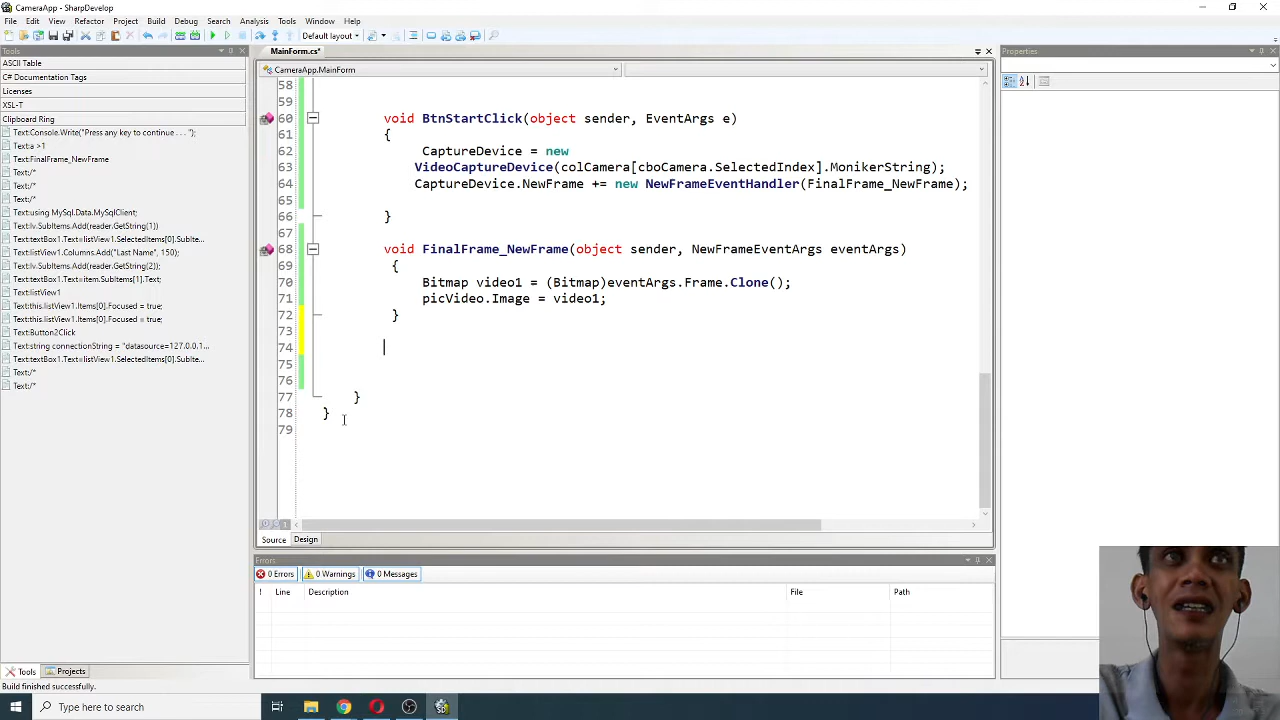 CameraApp - SharpDevelop
File Edit View Refactor Project Build Debug Search Analysis Tools Window Help
Default layout
Tools
ASCII Table
C# Documentation Tags
Licenses
XSL-T
Clipboard Ring
Text:Console.Write("Press any key to continue . . . ");
Text:a >1
Text:FinalFrame_NewFrame
Text:/*
Text:/*
Text:/*
Text:using MySql.Data.MySqlClient;
Text:lv.SubItems.Add(reader.GetString(1))
Text:textBox1.Text=listView1.SelectedItems[0].SubIte...
Text:listView1.Columns.Add("Last Name", 150);
Text:lv.SubItems.Add(reader.GetString(2));
Text:textBox1.Text=item.SubItems[1].Text;
Text:listView1
Text:this.listView1.Items[0].Focused = true;
Text:this.listView1.Items[0].Focused = true;
Text:Button2Click
Text:string connectionString = "datasource=127.0.0.1...
Text:textBox1.Text=listView1.SelectedItems[0].SubIte...
Text:/*
Text:/*
Tools Projects
MainForm.cs*
CameraApp.MainForm
58
59
60 void BtnStartClick(object sender, EventArgs e)
61 {
62 CaptureDevice = new
63 VideoCaptureDevice(colCamera[cboCamera.SelectedIndex].MonikerString);
64 CaptureDevice.NewFrame += new NewFrameEventHandler(FinalFrame_NewFrame);
65
66 }
67
68 void FinalFrame_NewFrame(object sender, NewFrameEventArgs eventArgs)
69 {
70 Bitmap video1 = (Bitmap)eventArgs.Frame.Clone();
71 picVideo.Image = video1;
72 }
73
74
75
76
77 }
78 }
79
Source Design
Errors
0 Errors 0 Warnings 0 Messages
! Line Description File Path
Properties
Build finished successfully.
Type here to search